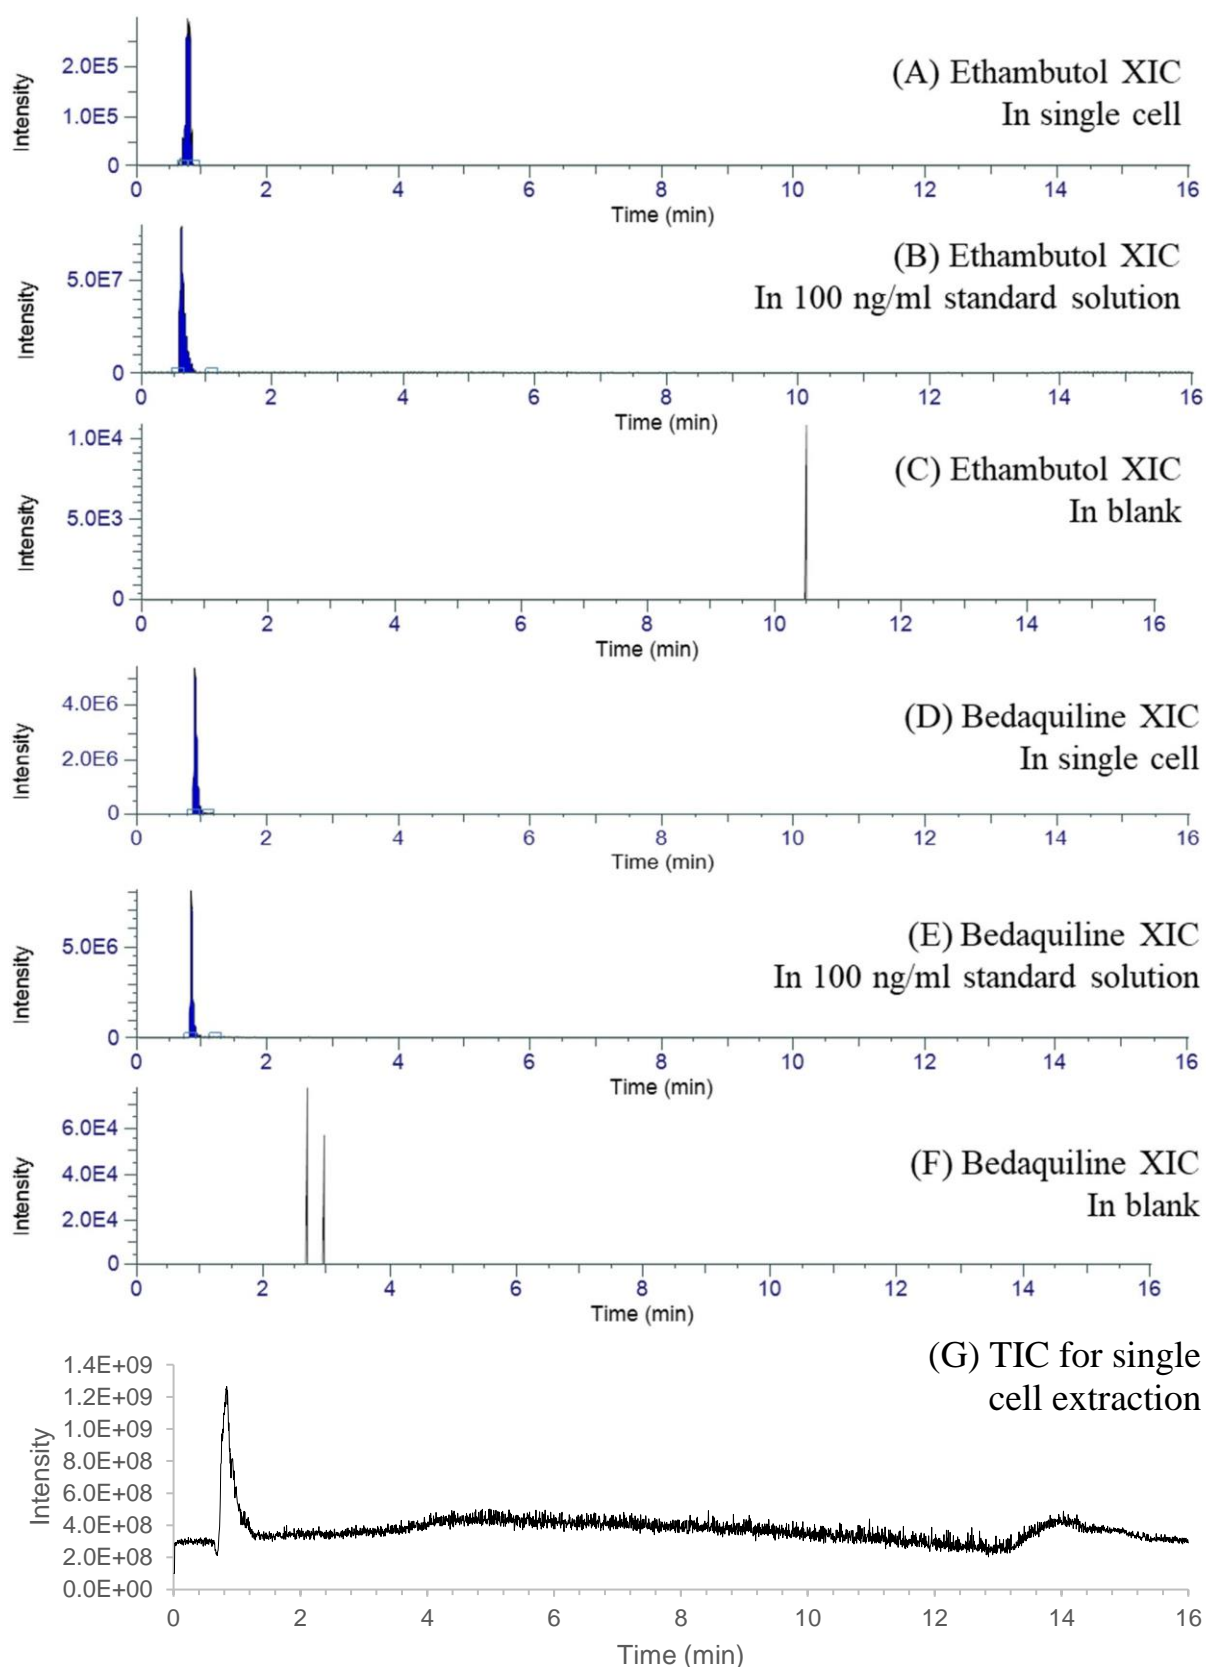 (A) Ethambutol XIC
In single cell
Intensity
2.0E5
1.0E5
0
0 2 4 6 8 10 12 14 16
Time (min)
(B) Ethambutol XIC
In 100 ng/ml standard solution
Intensity
5.0E7
0
0 2 4 6 8 10 12 14 16
Time (min)
(C) Ethambutol XIC
In blank
Intensity
1.0E4
5.0E3
0
0 2 4 6 8 10 12 14 16
Time (min)
(D) Bedaquiline XIC
In single cell
Intensity
4.0E6
2.0E6
0
0 2 4 6 8 10 12 14 16
Time (min)
(E) Bedaquiline XIC
In 100 ng/ml standard solution
Intensity
5.0E6
0
0 2 4 6 8 10 12 14 16
Time (min)
(F) Bedaquiline XIC
In blank
Intensity
6.0E4
4.0E4
2.0E4
0
0 2 4 6 8 10 12 14 16
Time (min)
(G) TIC for single
cell extraction
Intensity
1.4E+09
1.2E+09
1.0E+09
8.0E+08
6.0E+08
4.0E+08
2.0E+08
0.0E+00
0 2 4 6 8 10 12 14 16
Time (min)